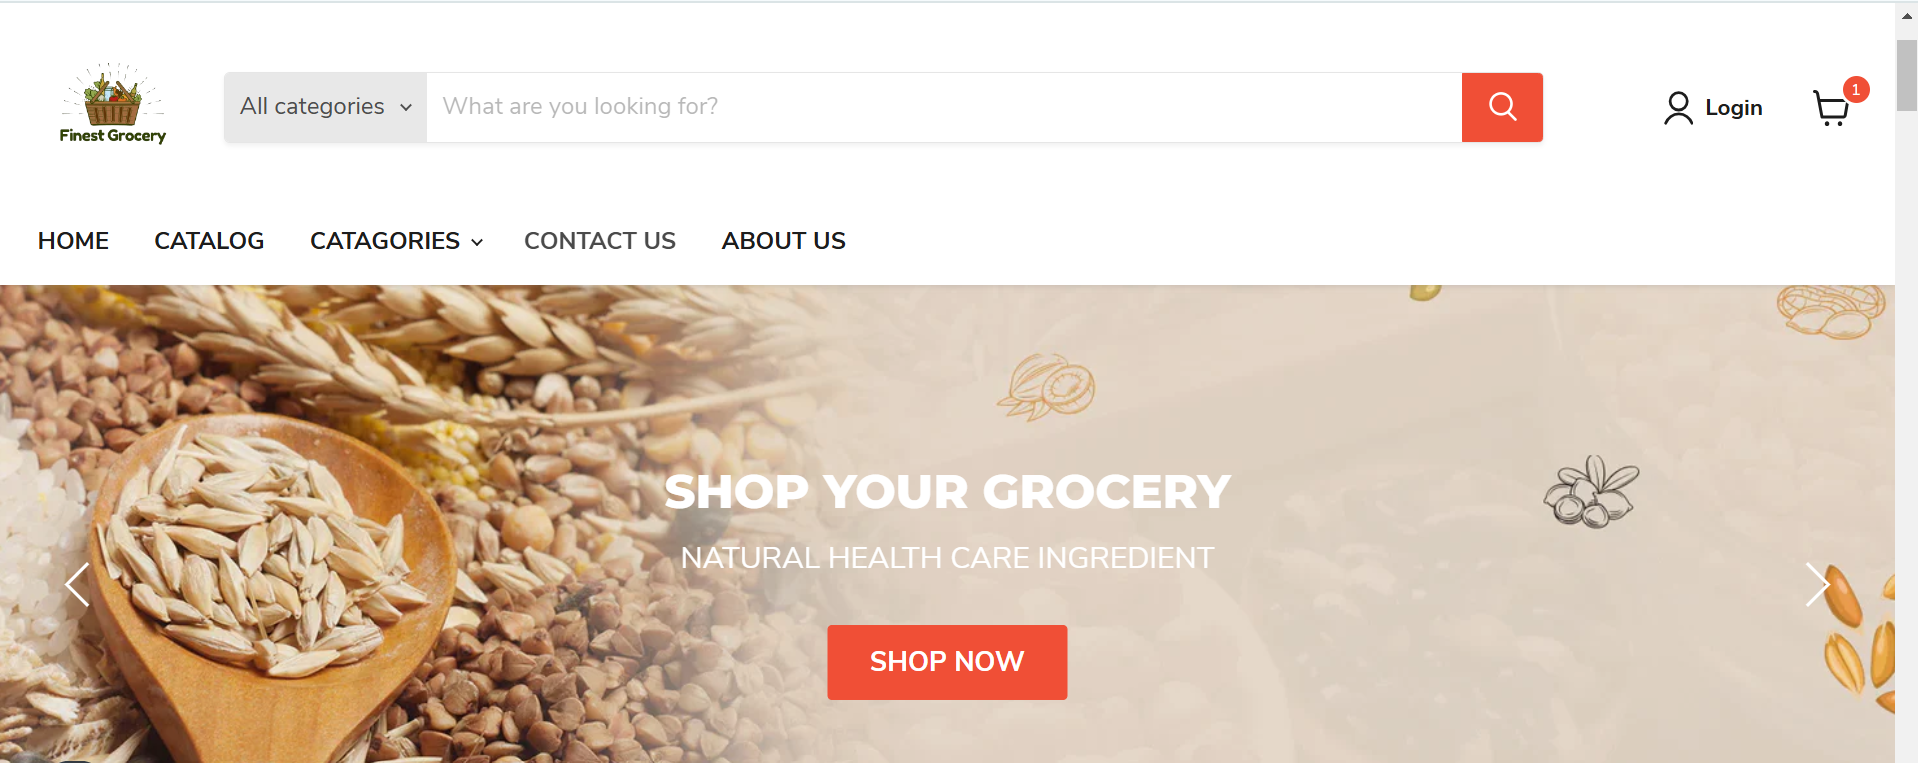 Finest Grocery
All categories
What are you looking for?
Login
1
HOME
CATALOG
CATAGORIES
CONTACT US
ABOUT US
SHOP YOUR GROCERY
NATURAL HEALTH CARE INGREDIENT
SHOP NOW